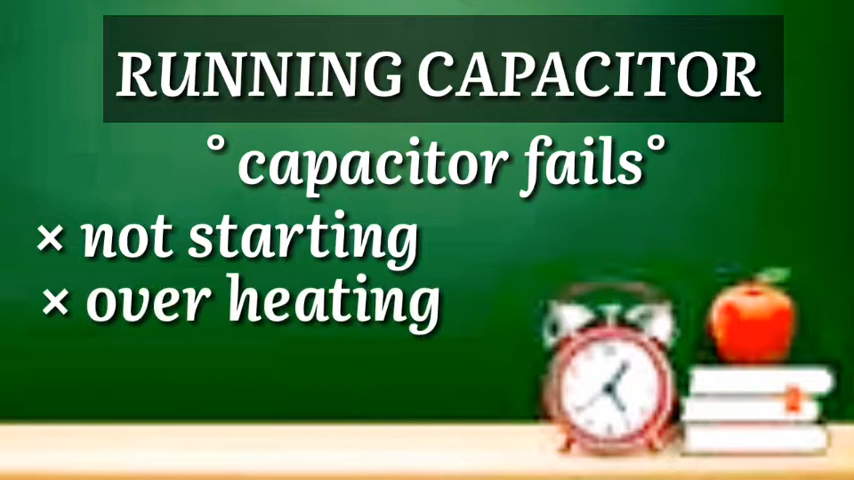 RUNNING CAPACITOR
° capacitor fails°
× not starting
× over heating